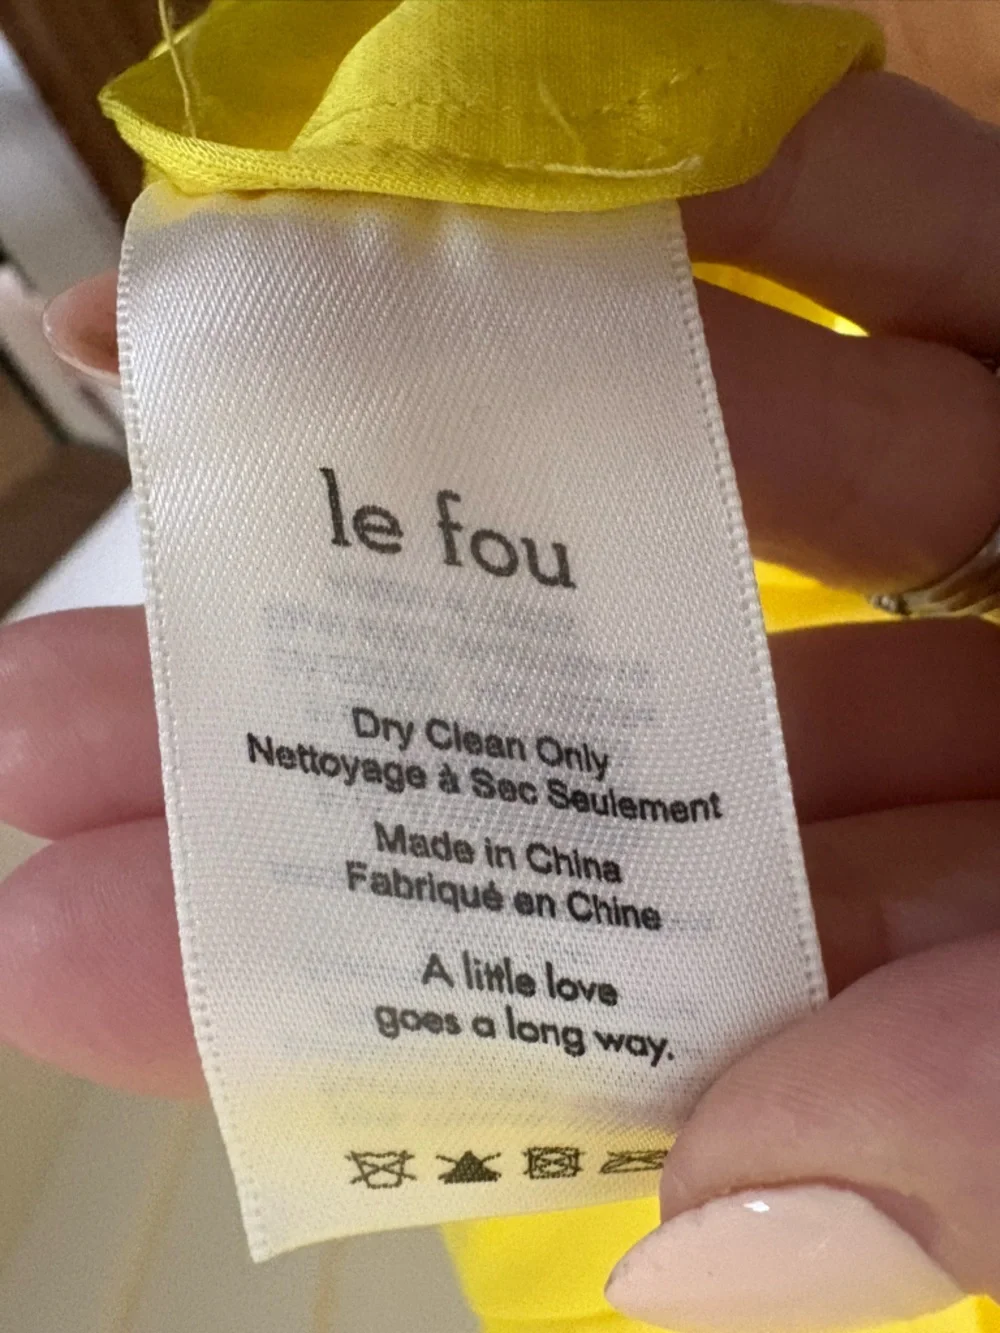 le fou
Dry Clean Only
Nettoyage à Sec Seulement
Made in China
Fabriqué en Chine
A little love
goes a long way.